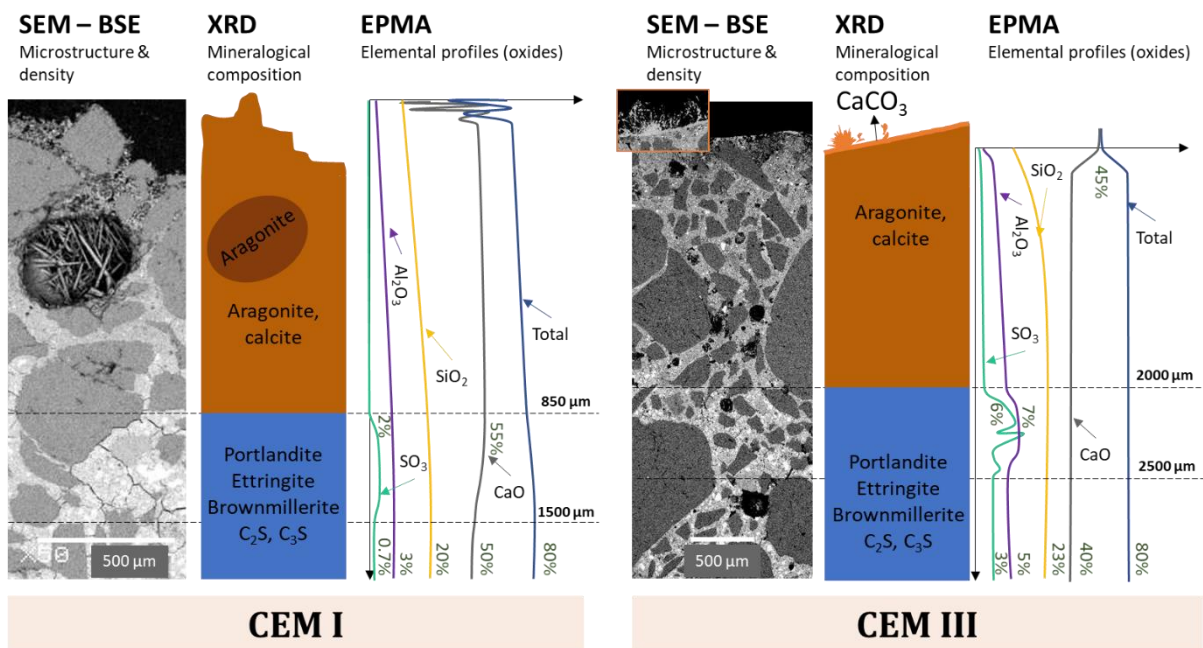 SEM – BSE
Microstructure &
density
XRD
Mineralogical
composition
EPMA
Elemental profiles (oxides)
Aragonite
Aragonite,
calcite
Al₂O₃
SiO₂
Total
850 µm
2%
55%
SO₃
CaO
Portlandite
Ettringite
Brownmillerite
C₂S, C₃S
1500 µm
0.7%
3%
20%
50%
80%
X50
500 µm
CEM I
SEM – BSE
Microstructure &
density
XRD
Mineralogical
composition
EPMA
Elemental profiles (oxides)
CaCO₃
SiO₂
45%
Al₂O₃
Total
Aragonite,
calcite
SO₃
2000 µm
6%
7%
CaO
Portlandite
Ettringite
Brownmillerite
C₂S, C₃S
2500 µm
3%
5%
23%
40%
80%
500 µm
CEM III